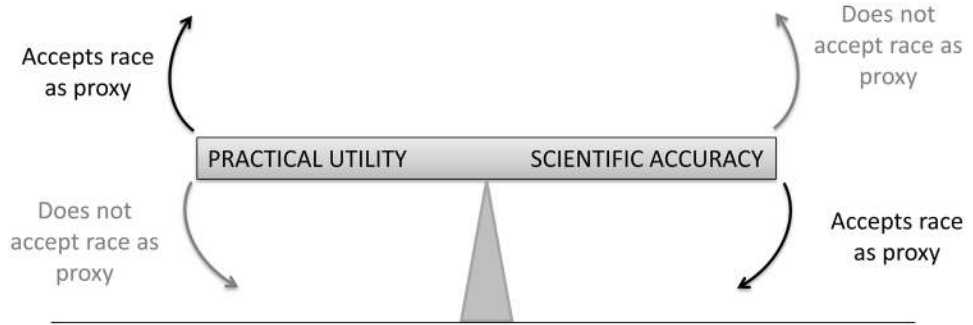 Accepts race
as proxy
Does not
accept race as
proxy
PRACTICAL UTILITY
SCIENTIFIC ACCURACY
Does not
accept race as
proxy
Accepts race
as proxy